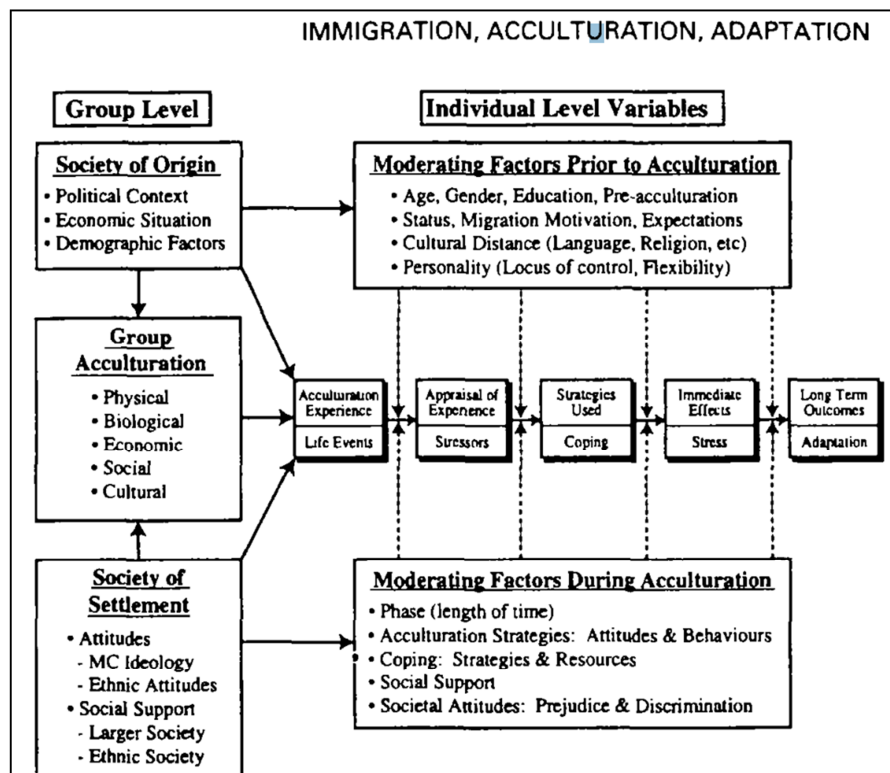 IMMIGRATION, ACCULTURATION, ADAPTATION
Group Level
Individual Level Variables
Society of Origin
• Political Context
• Economic Situation
• Demographic Factors
Moderating Factors Prior to Acculturation
• Age, Gender, Education, Pre-acculturation
• Status, Migration Motivation, Expectations
• Cultural Distance (Language, Religion, etc)
• Personality (Locus of control, Flexibility)
Group
Acculturation
• Physical
• Biological
• Economic
• Social
• Cultural
Acculturation
Experience
Life Events
Appraisal of
Experience
Stressors
Strategies
Used
Coping
Immediate
Effects
Stress
Long Term
Outcomes
Adaptation
Society of
Settlement
• Attitudes
- MC Ideology
- Ethnic Attitudes
• Social Support
- Larger Society
- Ethnic Society
Moderating Factors During Acculturation
• Phase (length of time)
• Acculturation Strategies: Attitudes & Behaviours
• Coping: Strategies & Resources
• Social Support
• Societal Attitudes: Prejudice & Discrimination